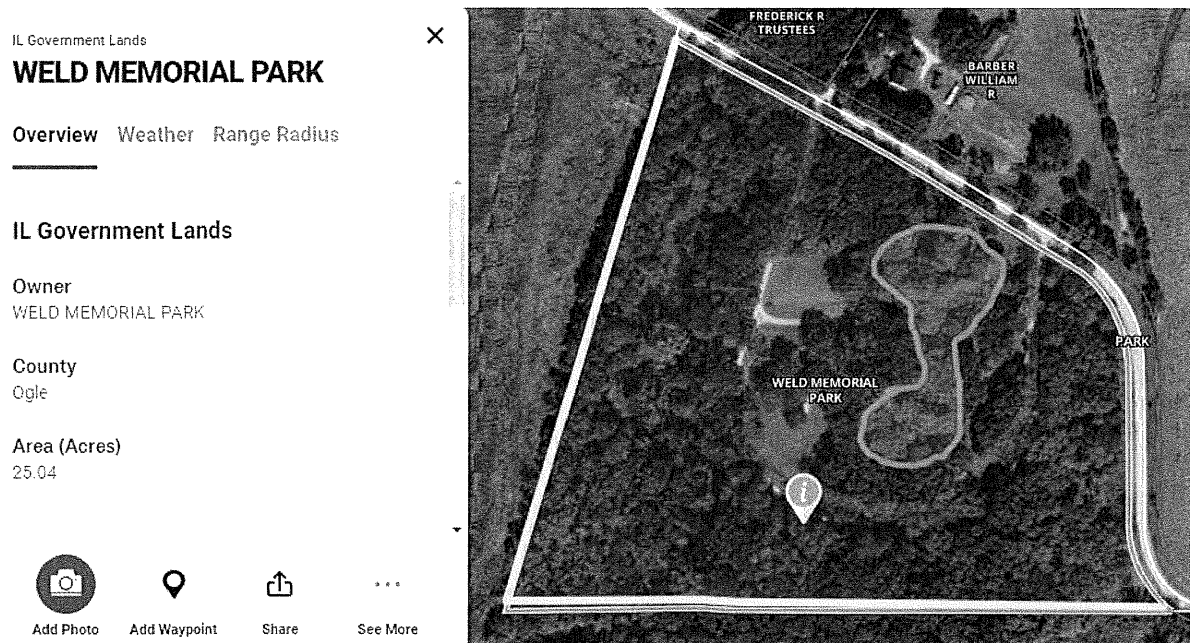 IL Government Lands
WELD MEMORIAL PARK
Overview Weather Range Radius
IL Government Lands
Owner
WELD MEMORIAL PARK
County
Ogle
Area (Acres)
25.04
Add Photo Add Waypoint Share See More
FREDERICK R
TRUSTEES
BARBER
WILLIAM
R
PARK
WELD MEMORIAL
PARK